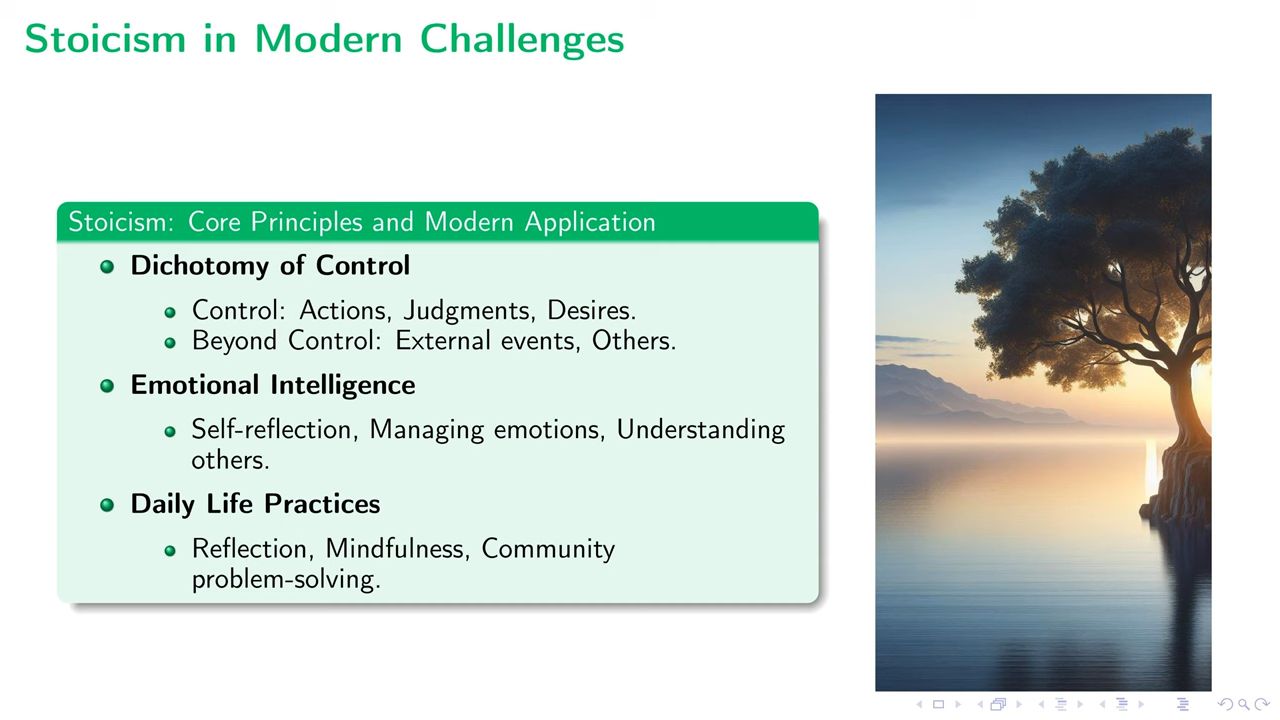 Stoicism in Modern Challenges
Stoicism: Core Principles and Modern Application
Dichotomy of Control
Control: Actions, Judgments, Desires.
Beyond Control: External events, Others.
Emotional Intelligence
Self-reflection, Managing emotions, Understanding
others.
Daily Life Practices
Reflection, Mindfulness, Community
problem-solving.